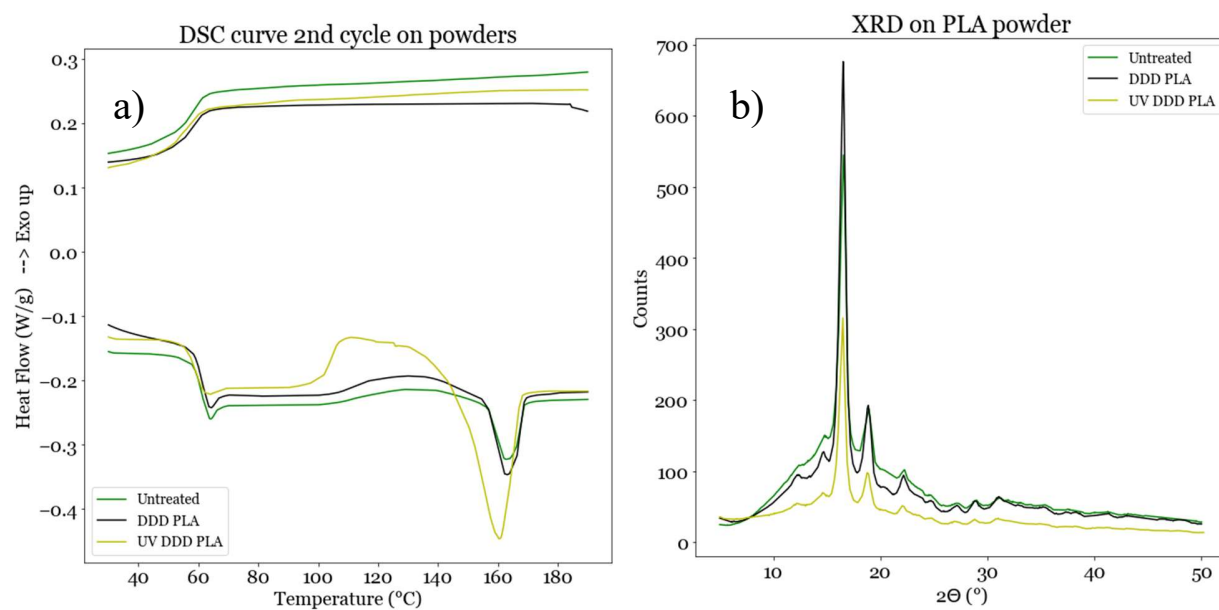 DSC curve 2nd cycle on powders
a)
Heat Flow (W/g) --> Exo up
0.3
0.2
0.1
0.0
−0.1
−0.2
−0.3
−0.4
Untreated
DDD PLA
UV DDD PLA
40 60 80 100 120 140 160 180
Temperature (ºC)
XRD on PLA powder
b)
Counts
700
600
500
400
300
200
100
0
Untreated
DDD PLA
UV DDD PLA
10 20 30 40 50
2Θ (º)